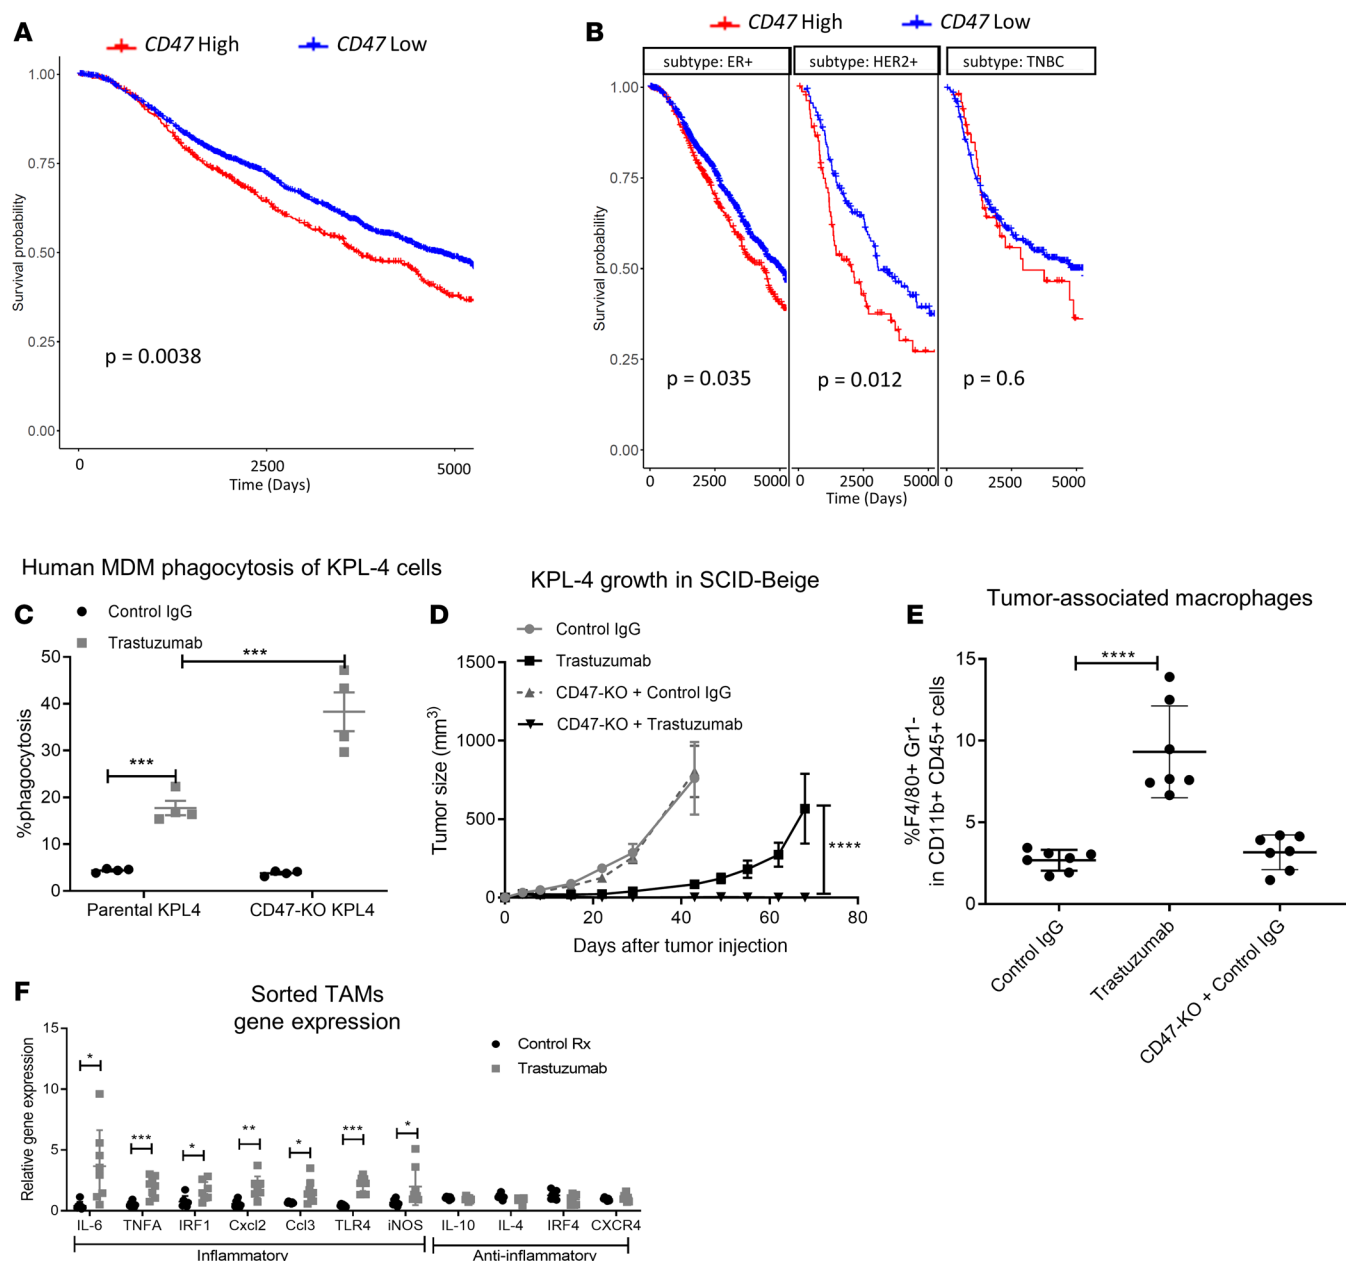 A
CD47 High
CD47 Low
1.00
0.75
0.50
0.25
0.00
Survival probability
p = 0.0038
0
2500
5000
Time (Days)
B
CD47 High
CD47 Low
subtype: ER+
subtype: HER2+
subtype: TNBC
1.00
0.75
0.50
0.25
0.00
Survival probability
p = 0.035
p = 0.012
p = 0.6
0 2500 5000 0 2500 5000 0 2500 5000
Time (Days)
Human MDM phagocytosis of KPL-4 cells
C
Control IgG
Trastuzumab
50
40
30
20
10
0
%phagocytosis
***
***
Parental KPL4
CD47-KO KPL4
KPL-4 growth in SCID-Beige
D
Control IgG
Trastuzumab
CD47-KO + Control IgG
CD47-KO + Trastuzumab
1500
1000
500
0
Tumor size (mm3)
****
0 20 40 60 80
Days after tumor injection
E
Tumor-associated macrophages
****
15
10
5
0
%F4/80+ Gr1-
in CD11b+ CD45+ cells
Control IgG
Trastuzumab
CD47-KO + Control IgG
F
Sorted TAMs
gene expression
Control Rx
Trastuzumab
15
10
5
0
Relative gene expression
* *** * ** * *** *
IL-6 TNFA IRF1 Cxcl2 Ccl3 TLR4 iNOS IL-10 IL-4 IRF4 CXCR4
Inflammatory
Anti-inflammatory